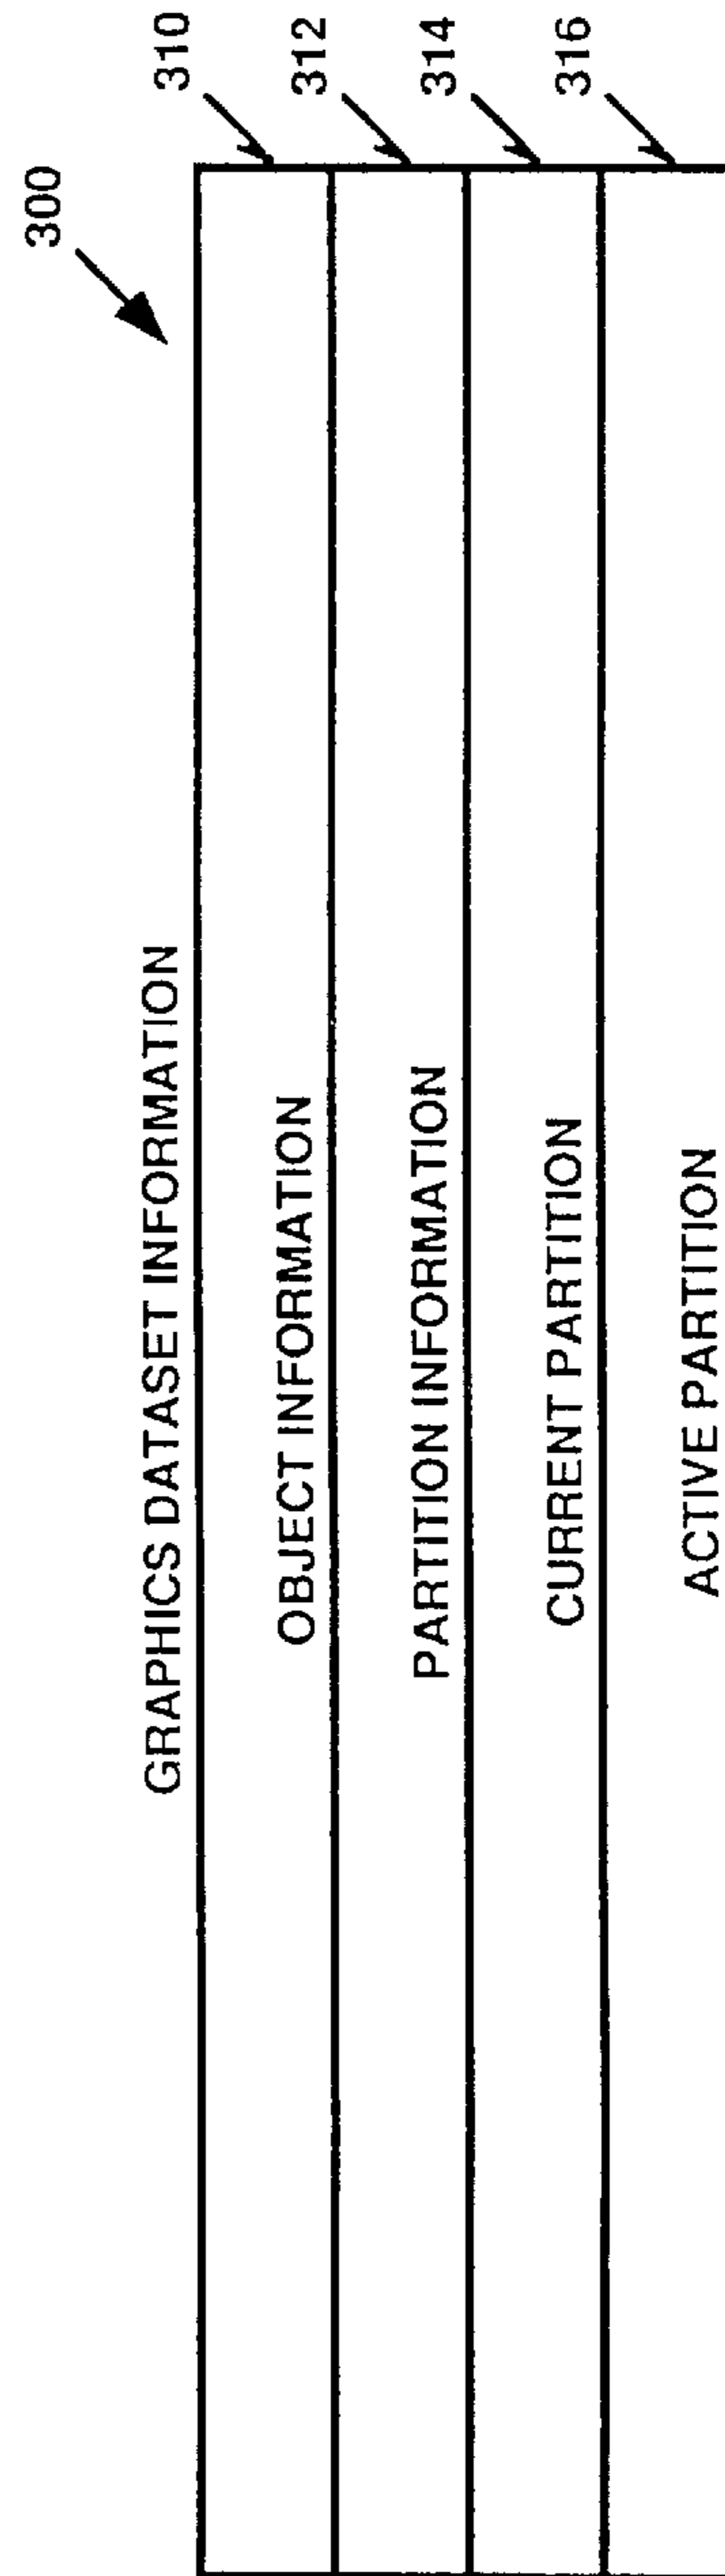 300
GRAPHICS DATASET INFORMATION
310
OBJECT INFORMATION
312
PARTITION INFORMATION
314
CURRENT PARTITION
316
ACTIVE PARTITION